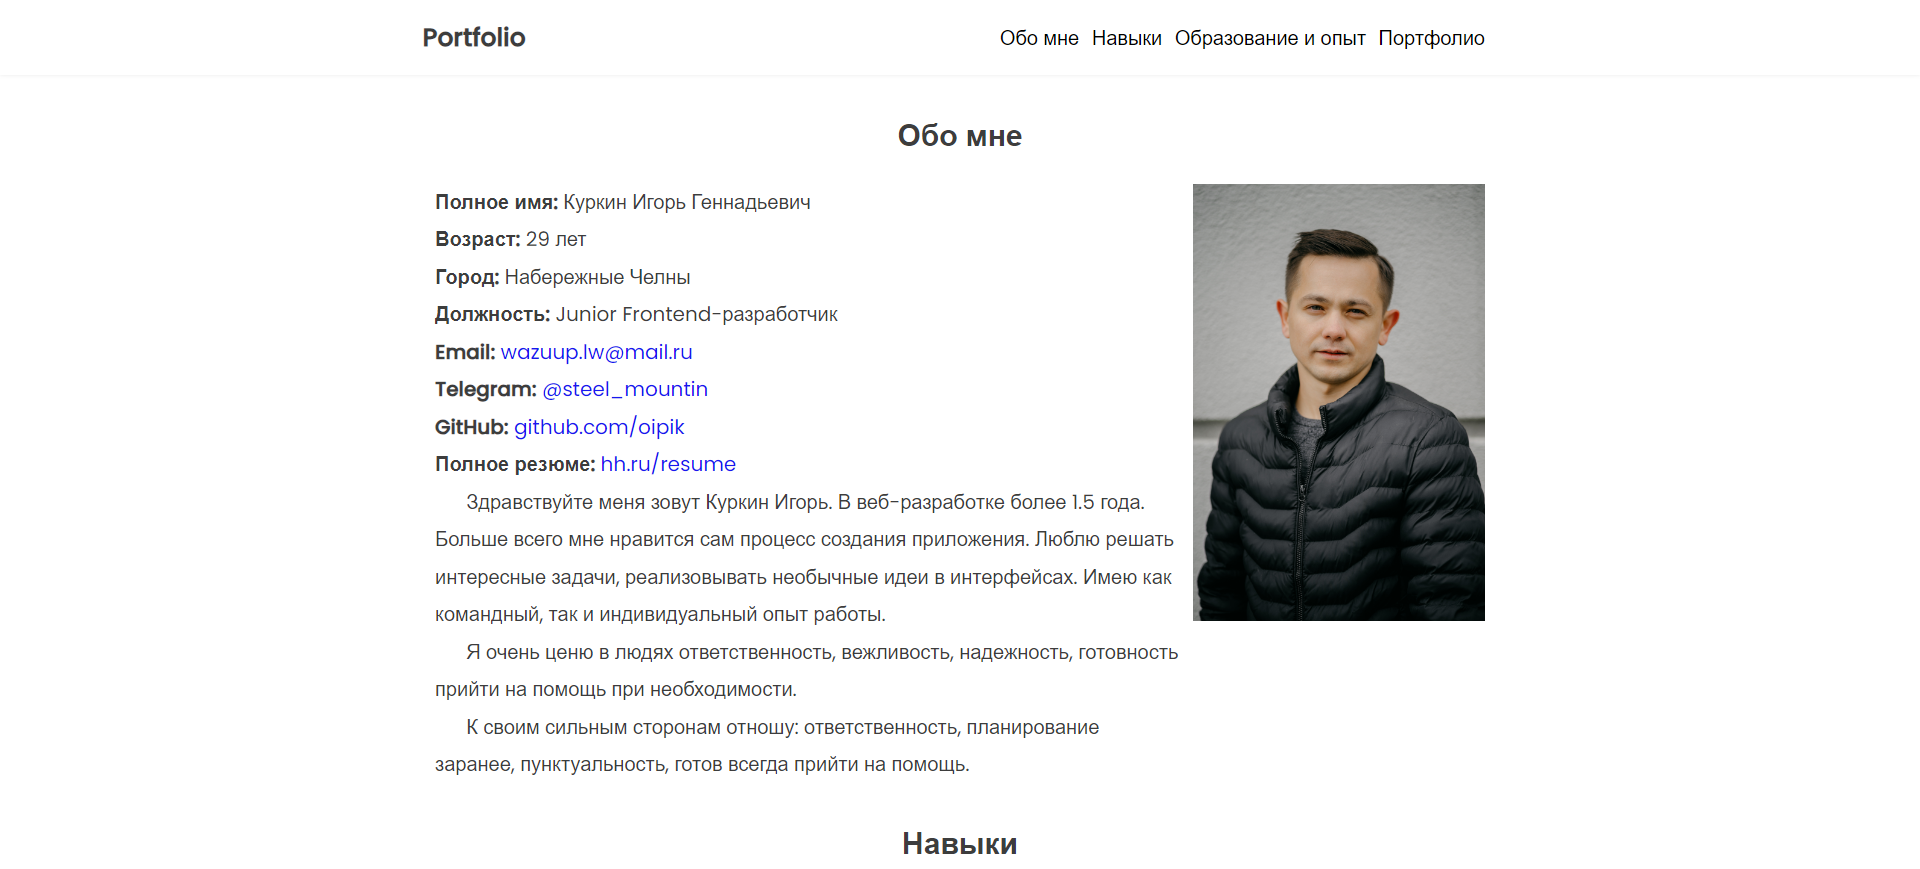 Portfolio
Обо мне Навыки Образование и опыт Портфолио
Обо мне
Полное имя: Куркин Игорь Геннадьевич
Возраст: 29 лет
Город: Набережные Челны
Должность: Junior Frontend-разработчик
Email: wazuup.lw@mail.ru
Telegram: @steel_mountin
GitHub: github.com/oipik
Полное резюме: hh.ru/resume
Здравствуйте меня зовут Куркин Игорь. В веб-разработке более 1.5 года.
Больше всего мне нравится сам процесс создания приложения. Люблю решать
интересные задачи, реализовывать необычные идеи в интерфейсах. Имею как
командный, так и индивидуальный опыт работы.
Я очень ценю в людях ответственность, вежливость, надежность, готовность
прийти на помощь при необходимости.
К своим сильным сторонам отношу: ответственность, планирование
заранее, пунктуальность, готов всегда прийти на помощь.
Навыки